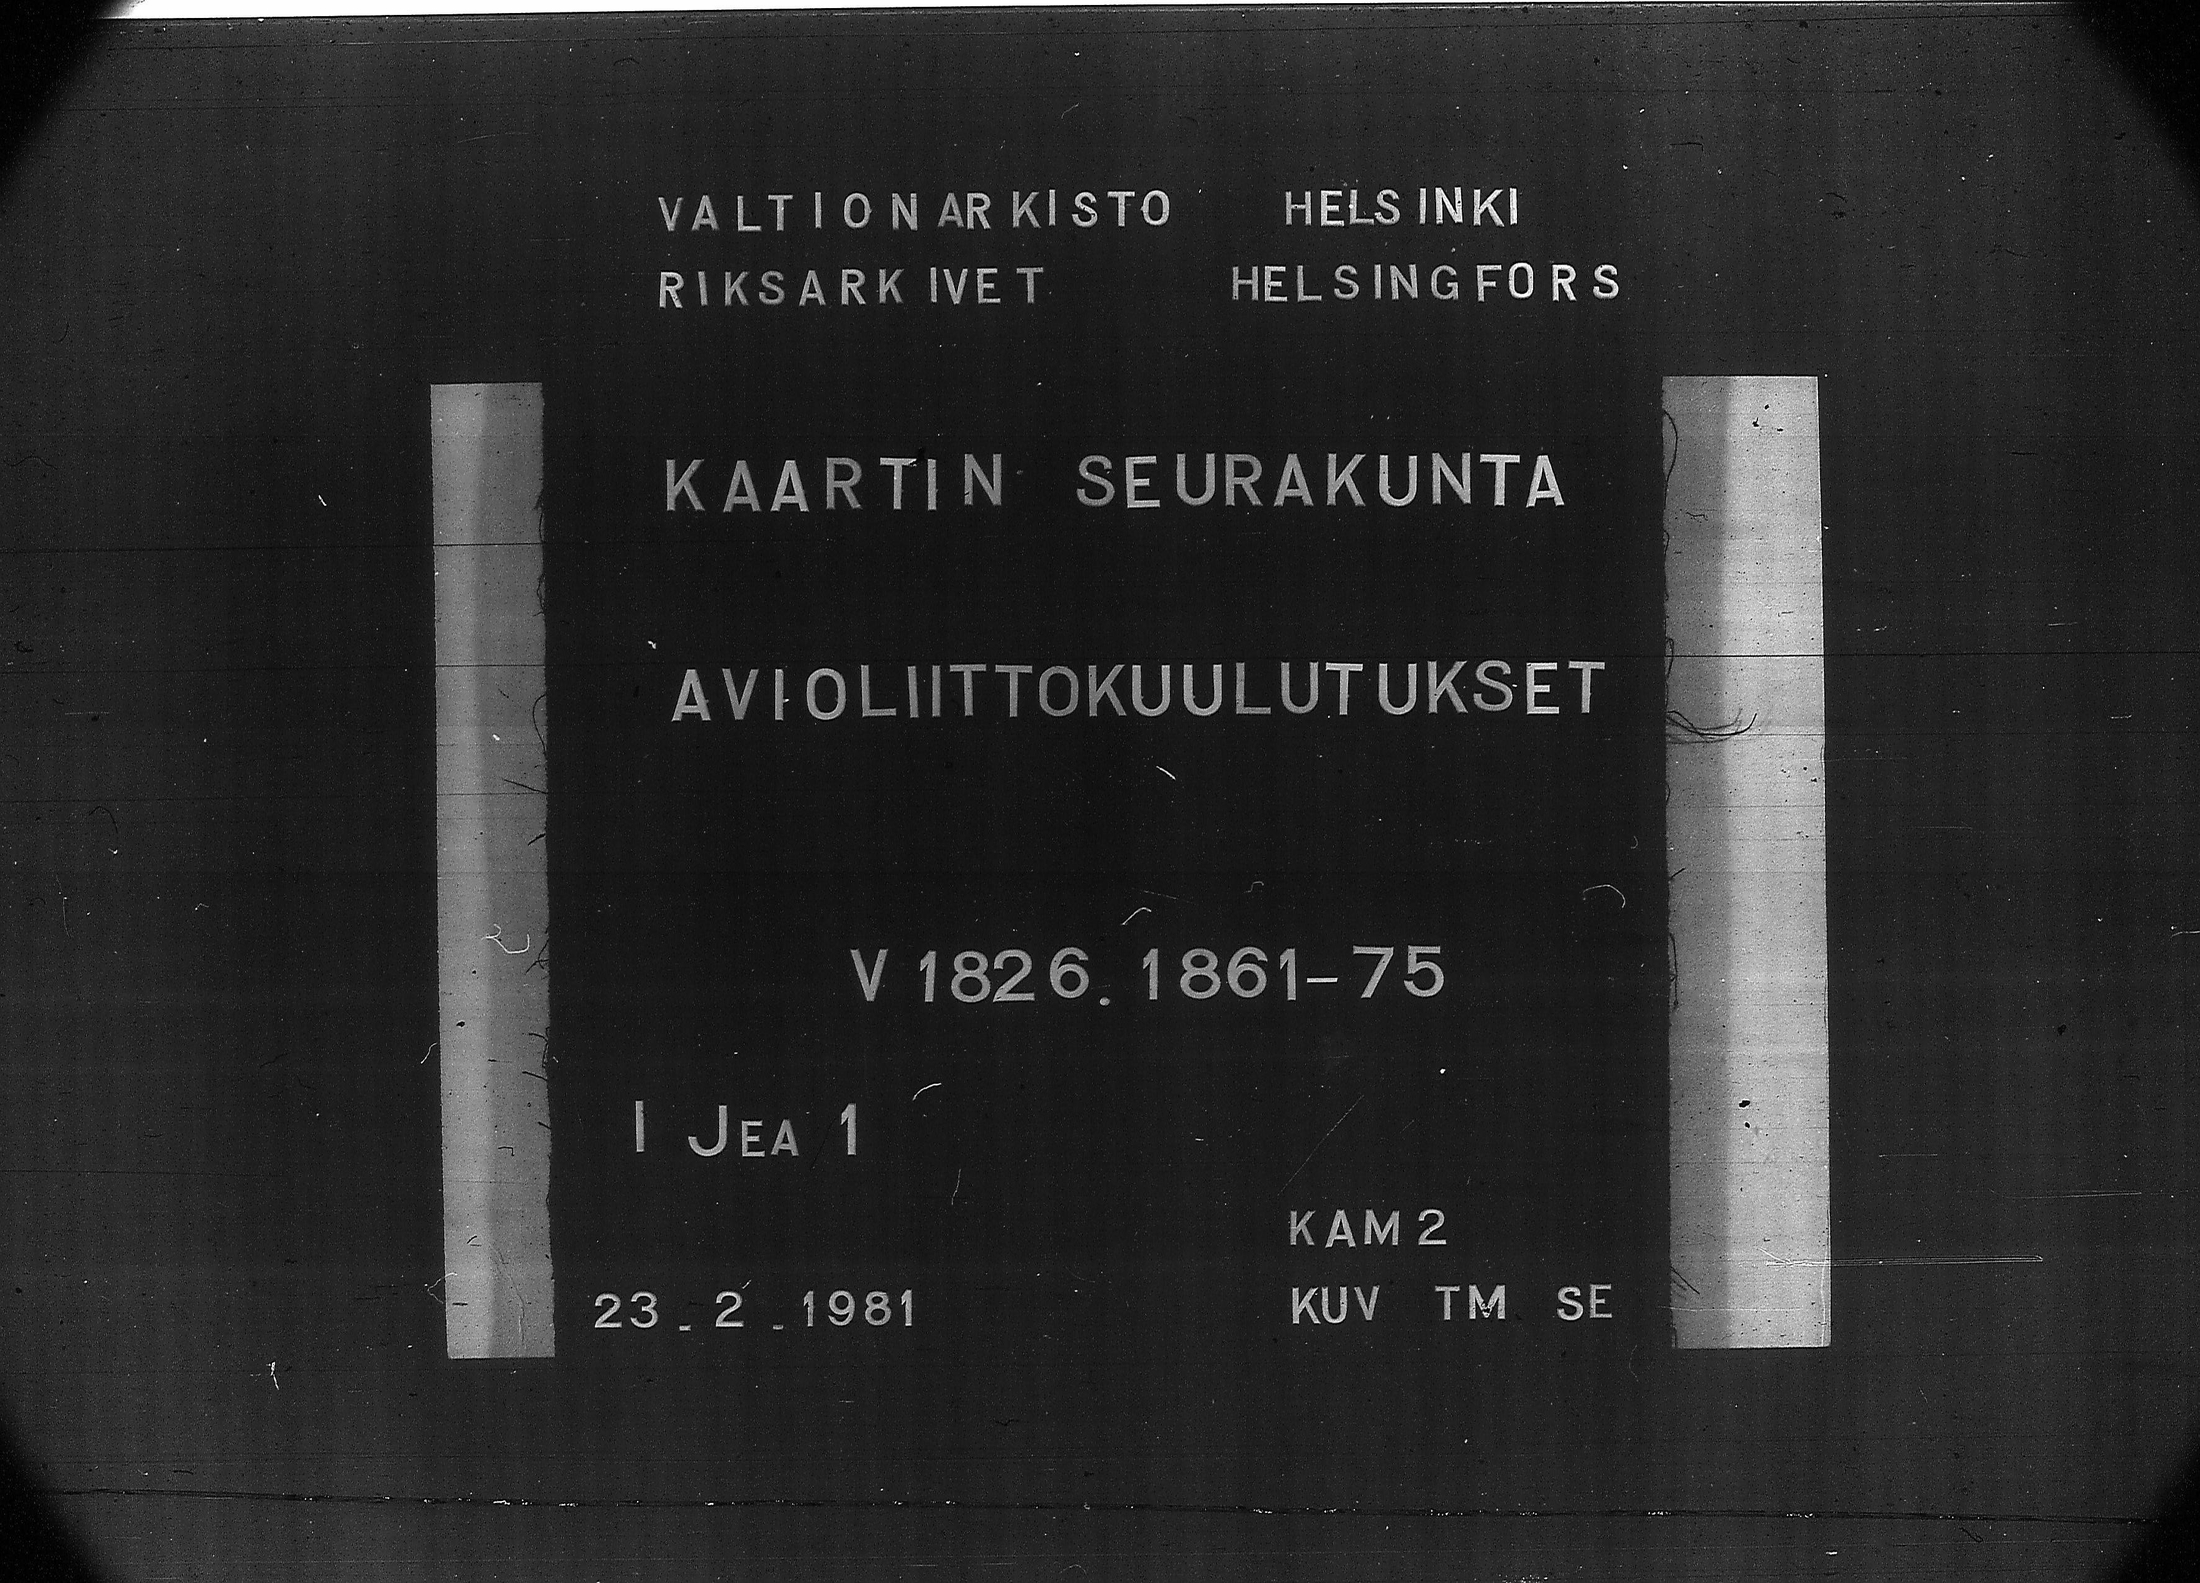 VALTIONARKISTO HELSINKI
RIKSARKIVET HELSINGFORS
KAARTIN SEURAKUNTA
AVIOLIITTOKUULUTUKSET
V 1826. 1861-75
I JEA 1
KAM 2
23.2.1981 KUV TM SE